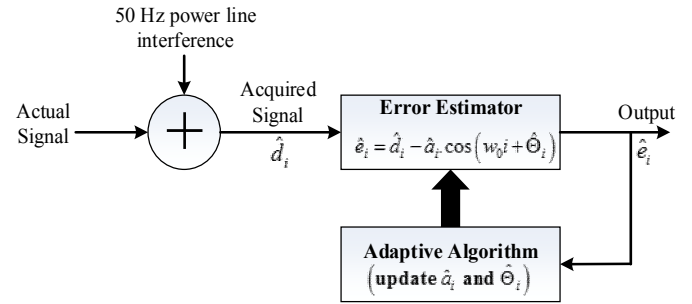 50 Hz power line
interference
Actual
Signal
+
Acquired
Signal
d̂ᵢ
Error Estimator
êᵢ = d̂ᵢ − âᵢ.cos(w₀i + Θ̂ᵢ)
Output
êᵢ
Adaptive Algorithm
(update âᵢ and Θ̂ᵢ)